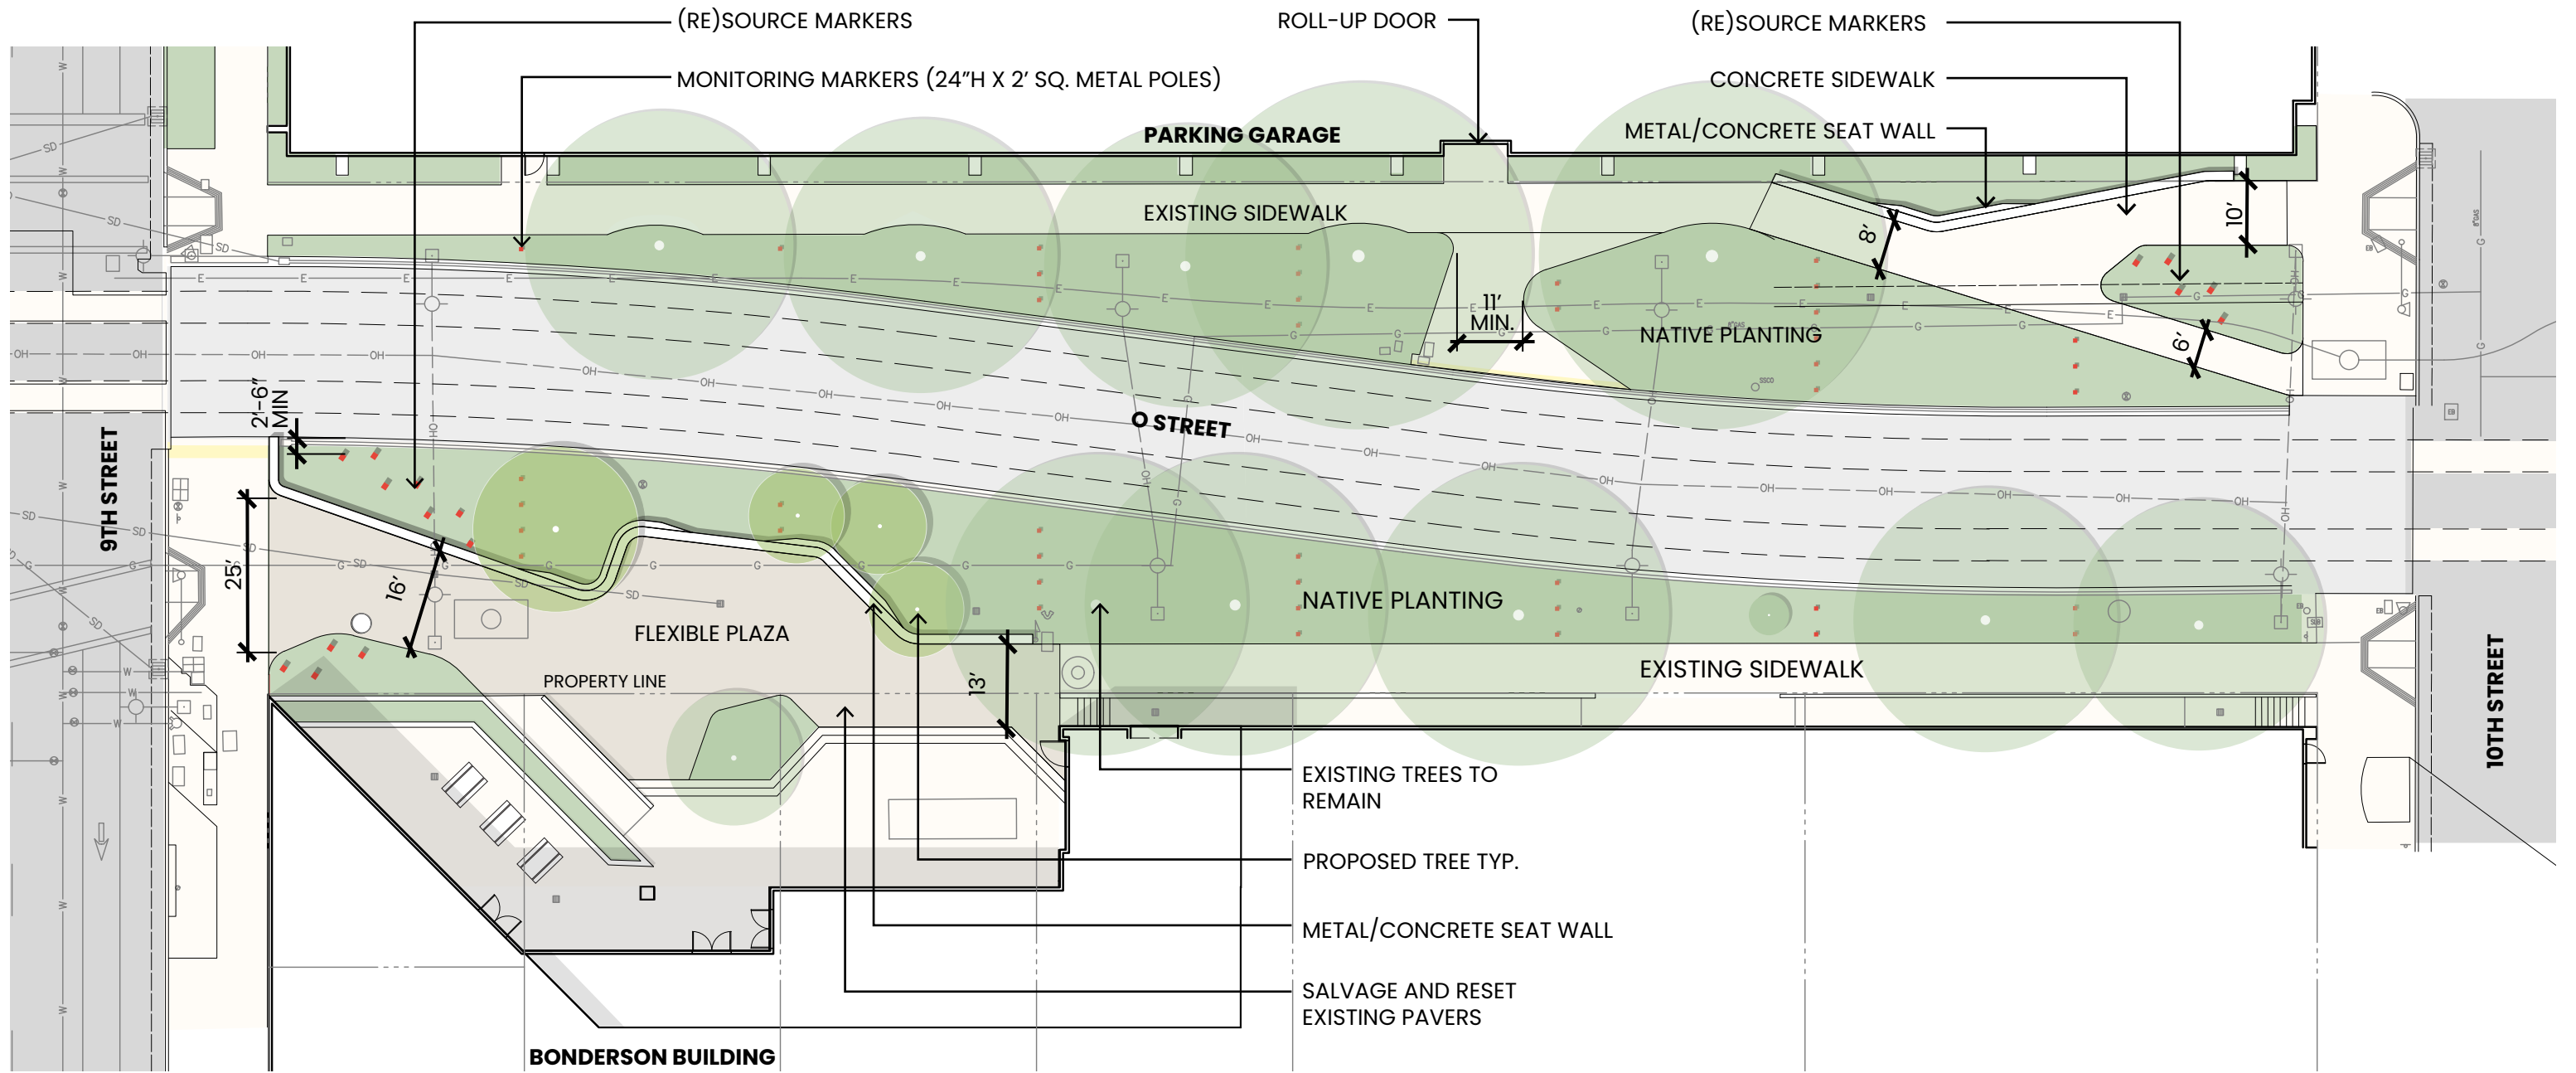 (RE)SOURCE MARKERS
ROLL-UP DOOR
(RE)SOURCE MARKERS
MONITORING MARKERS (24”H X 2’ SQ. METAL POLES)
CONCRETE SIDEWALK
PARKING GARAGE
METAL/CONCRETE SEAT WALL
EXISTING SIDEWALK
8’
10’
11’
MIN.
NATIVE PLANTING
6’
2’-6”
MIN
O STREET
9TH STREET
25’
16’
FLEXIBLE PLAZA
NATIVE PLANTING
PROPERTY LINE
13’
EXISTING SIDEWALK
10TH STREET
EXISTING TREES TO
REMAIN
PROPOSED TREE TYP.
METAL/CONCRETE SEAT WALL
SALVAGE AND RESET
EXISTING PAVERS
BONDERSON BUILDING